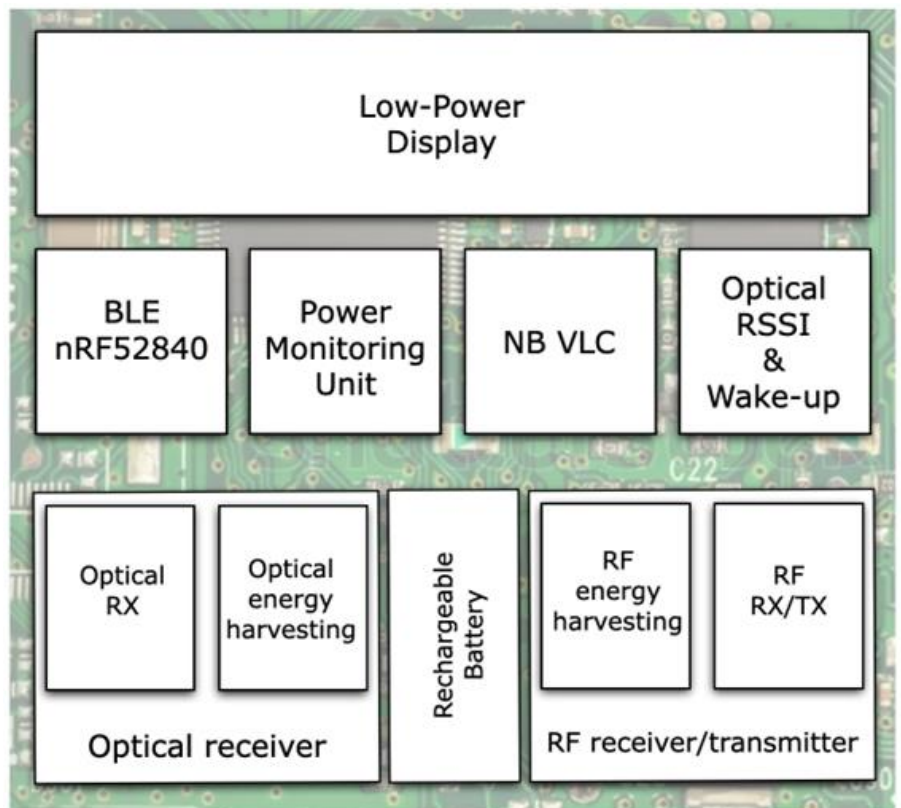 Low-Power
Display
BLE
nRF52840
Power
Monitoring
Unit
NB VLC
Optical
RSSI
&
Wake-up
C22
Optical
RX
Optical
energy
harvesting
Optical receiver
Rechargeable
Battery
RF
energy
harvesting
RF
RX/TX
RF receiver/transmitter